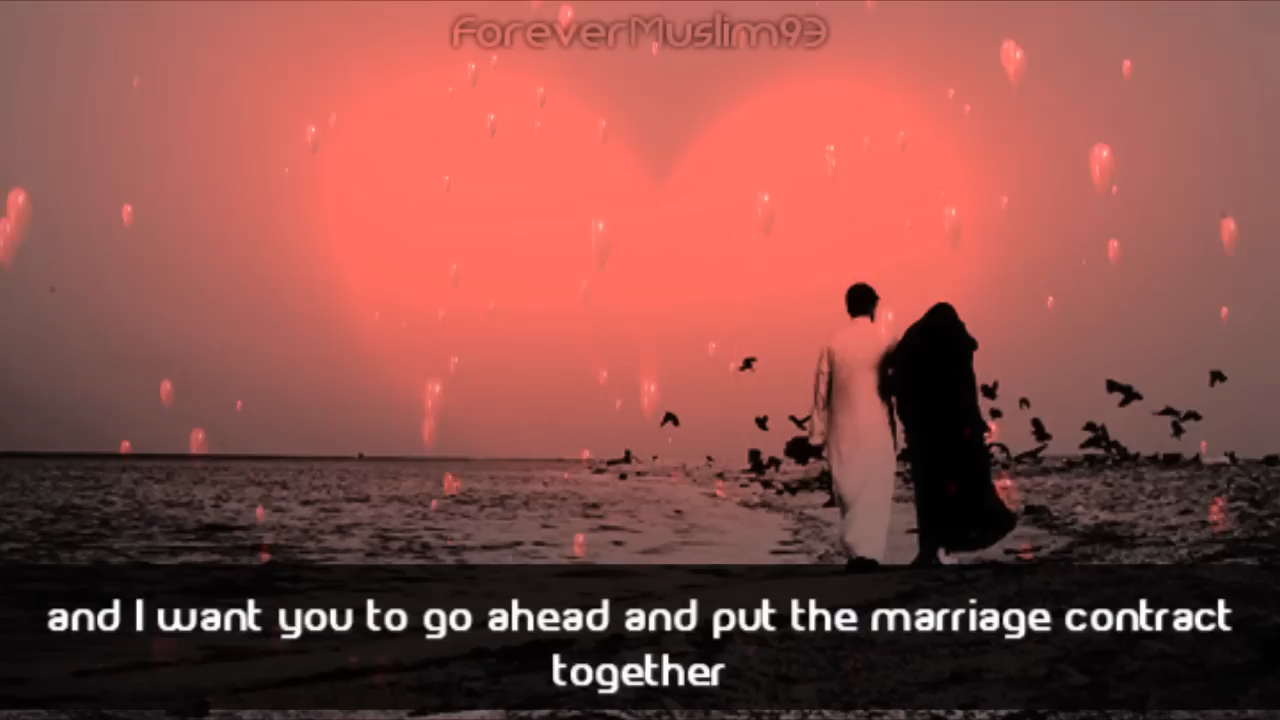 ForeverMuslim93
and I want you to go ahead and put the marriage contract
together